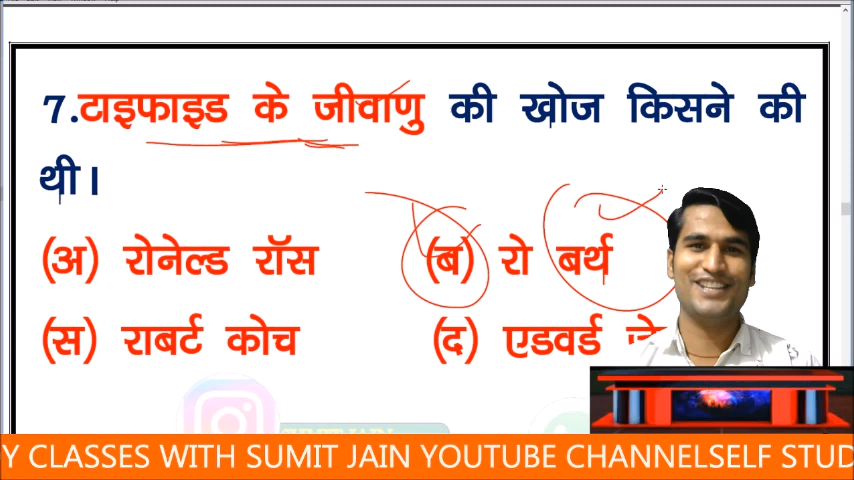 7.टाइफाइड के जीवाणु की खोज किसने की
थी।
(अ) रोनेल्ड रॉस (ब) रो बर्थ
(स) राबर्ट कोच (द) एडवर्ड
Y CLASSES WITH SUMIT JAIN YOUTUBE CHANNELSELF STUD